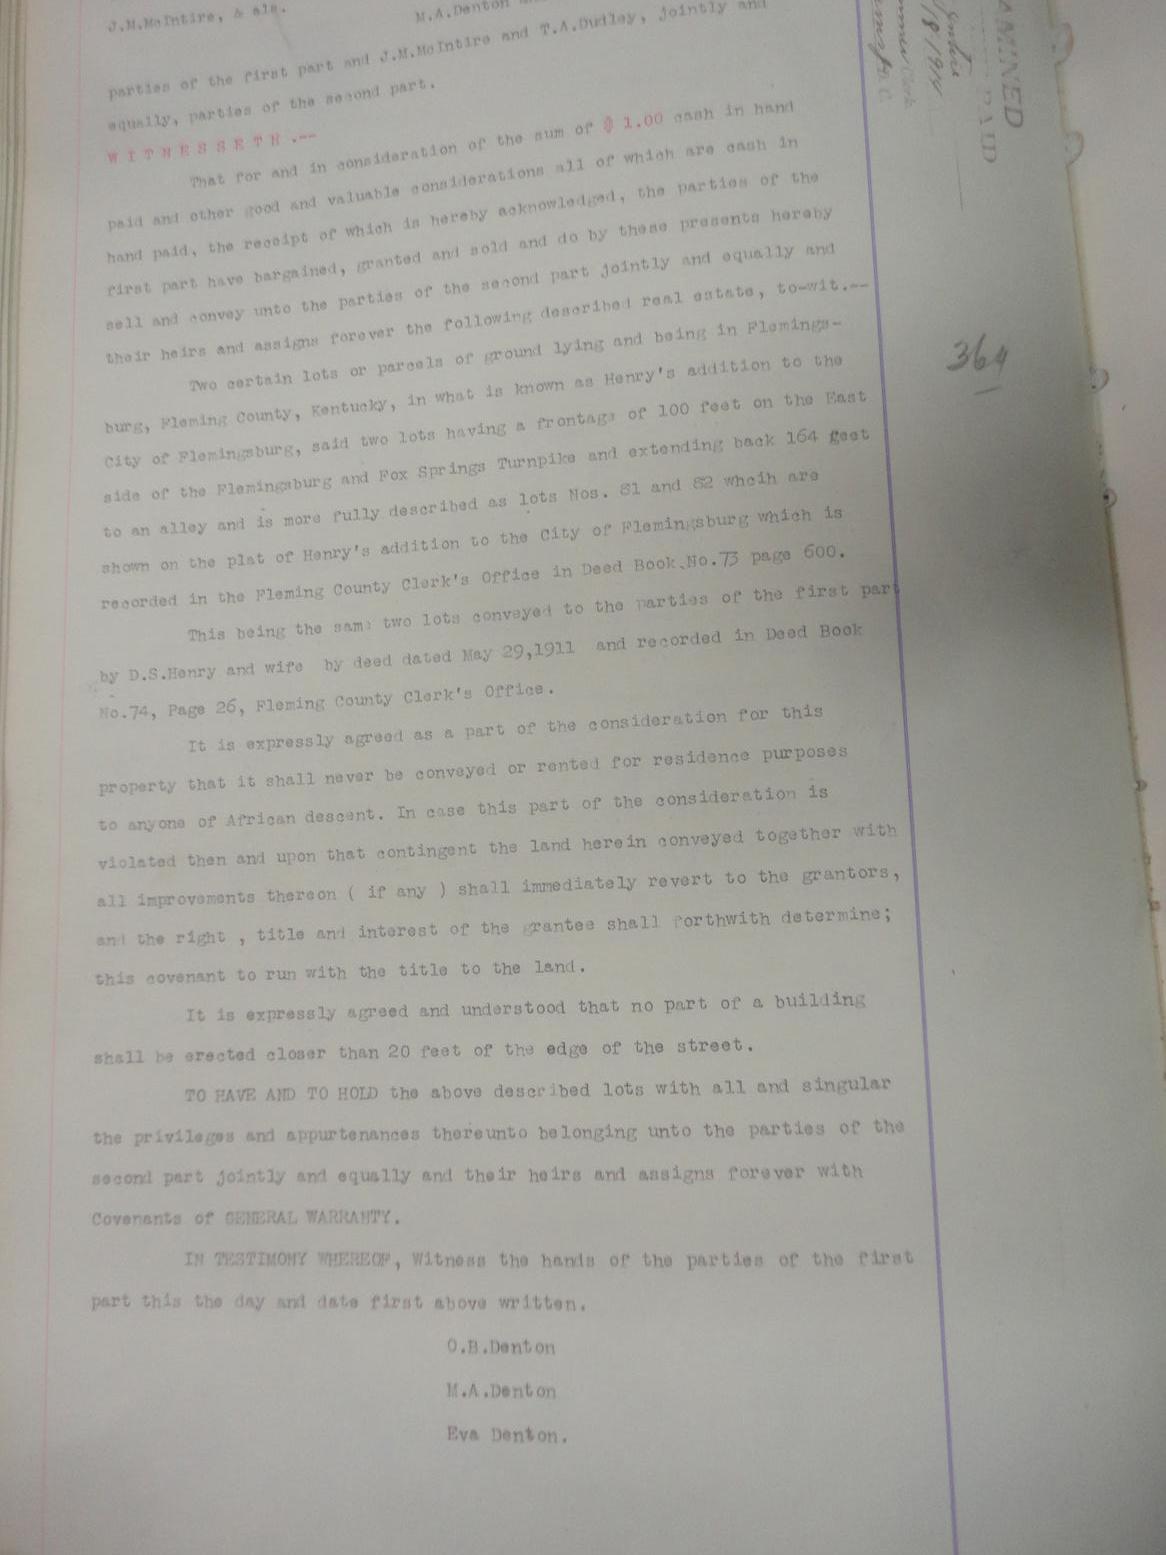 J.M.McIntire, & als.
M.A.Denton
parties of the first part and J.M.McIntire and T.A.Dudley, jointly and
equally, parties of the second part.
W I T N E S S E T H .--
That for and in consideration of the sum of $ 1.00 cash in hand
paid and other good and valuable considerations all of which are cash in
hand paid, the receipt of which is hereby acknowledged, the parties of the
first part have bargained, granted and sold and do by these presents hereby
sell and convey unto the parties of the second part jointly and equally and
their heirs and assigns forever the following described real estate, to-wit.--
Two certain lots or parcels of ground lying and being in Flemings-
burg, Fleming County, Kentucky, in what is known as Henry's addition to the
City of Flemingsburg, said two lots having a frontage of 100 feet on the East
side of the Flemingsburg and Fox Springs Turnpike and extending back 164 feet
to an alley and is more fully described as lots Nos. 81 and 82 whcih are
shown on the plat of Henry's addition to the City of Flemingsburg which is
recorded in the Fleming County Clerk's Office in Deed Book No.73 page 600.
This being the same two lots conveyed to the parties of the first part
by D.S.Henry and wife by deed dated May 29,1911 and recorded in Deed Book
No.74, Page 26, Fleming County Clerk's Office.
It is expressly agreed as a part of the consideration for this
property that it shall never be conveyed or rented for residence purposes
to anyone of African descent. In case this part of the consideration is
violated then and upon that contingent the land herein conveyed together with
all improvements thereon ( if any ) shall immediately revert to the grantors,
and the right , title and interest of the grantee shall forthwith determine;
this covenant to run with the title to the land.
It is expressly agreed and understood that no part of a building
shall be erected closer than 20 feet of the edge of the street.
TO HAVE AND TO HOLD the above described lots with all and singular
the privileges and appurtenances thereunto belonging unto the parties of the
second part jointly and equally and their heirs and assigns forever with
Covenants of GENERAL WARRANTY.
IN TESTIMONY WHEREOF, Witness the hands of the parties of the first
part this the day and date first above written.
O.B.Denton
M.A.Denton
Eva Denton.
AMINED
PAID
364